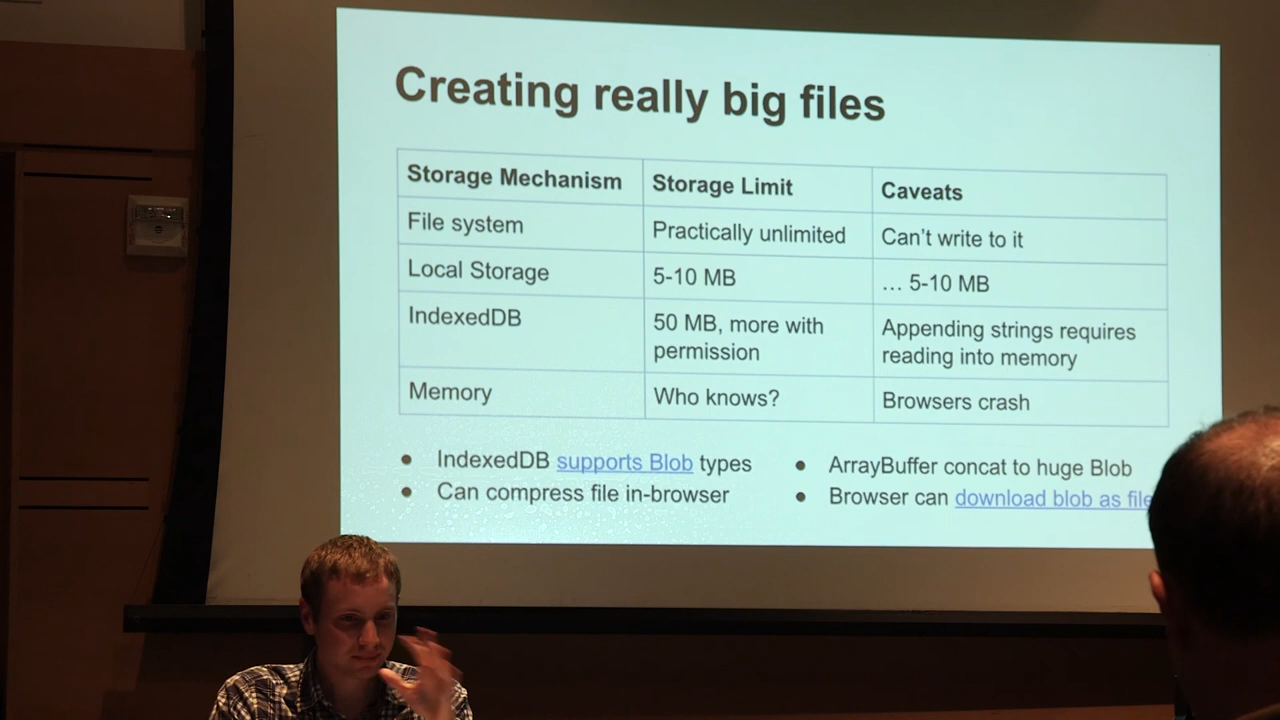 Creating really big files
Storage Mechanism Storage Limit Caveats
File system Practically unlimited Can't write to it
Local Storage 5-10 MB … 5-10 MB
IndexedDB 50 MB, more with permission Appending strings requires reading into memory
Memory Who knows? Browsers crash
● IndexedDB supports Blob types
● Can compress file in-browser
● ArrayBuffer concat to huge Blob
● Browser can download blob as file